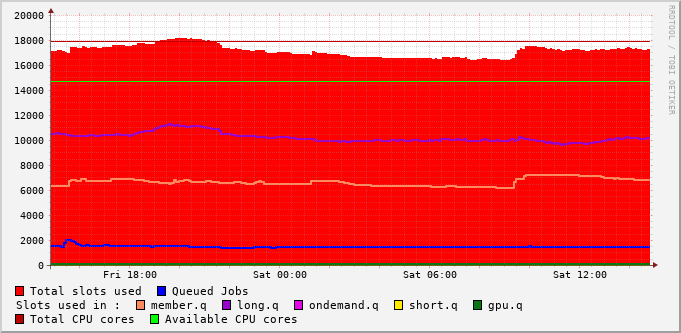 20000
18000
16000
14000
12000
10000
8000
6000
4000
2000
0
Fri 18:00 Sat 00:00 Sat 06:00 Sat 12:00
Total slots used Queued Jobs
Slots used in : member.q long.q ondemand.q short.q gpu.q
Total CPU cores Available CPU cores
RRDTOOL / TOBI OETIKER